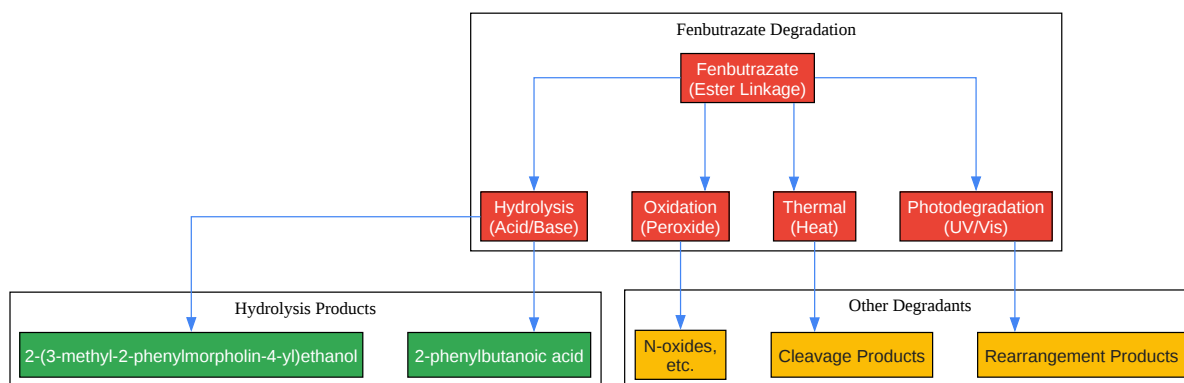 Fenbutrazate Degradation
Fenbutrazate
(Ester Linkage)
Hydrolysis
(Acid/Base)
Oxidation
(Peroxide)
Thermal
(Heat)
Photodegradation
(UV/Vis)
Hydrolysis Products
2-(3-methyl-2-phenylmorpholin-4-yl)ethanol
2-phenylbutanoic acid
Other Degradants
N-oxides,
etc.
Cleavage Products
Rearrangement Products